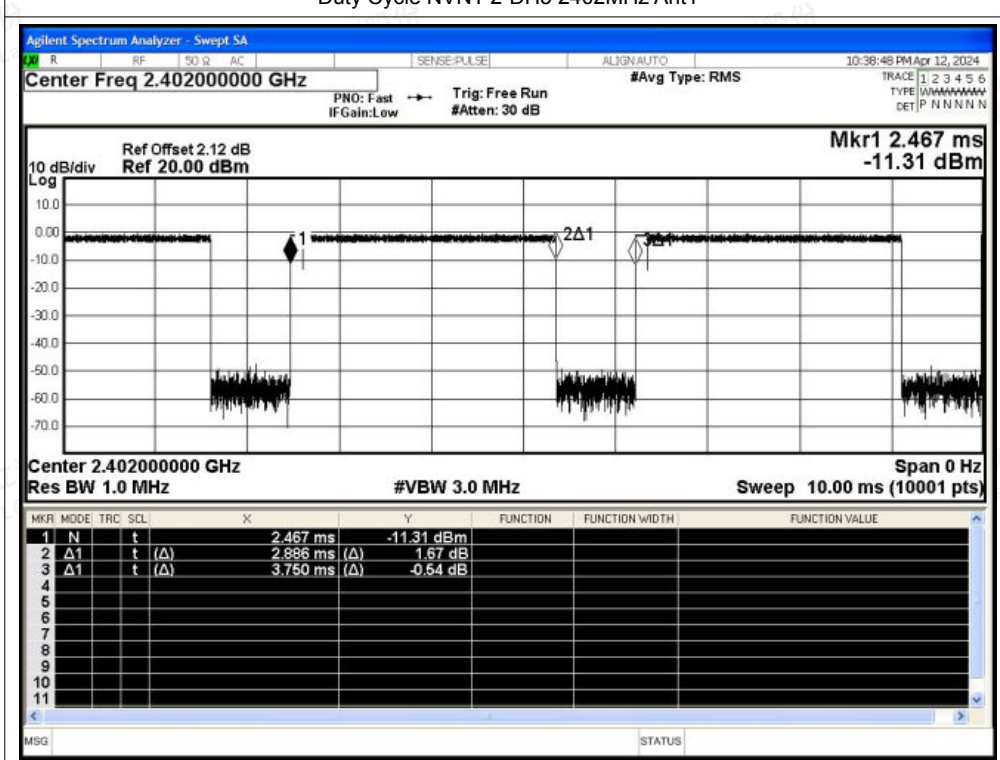 Duty Cycle NVNT 2-DH5 2402MHz Ant1
Agilent Spectrum Analyzer - Swept SA
R RF 50 Ω AC SENSE:PULSE ALIGN AUTO 10:38:48 PM Apr 12, 2024
Center Freq 2.402000000 GHz #Avg Type: RMS TRACE 1 2 3 4 5 6
PNO: Fast Trig: Free Run TYPE
IFGain:Low #Atten: 30 dB DET P N N N N N
Mkr1 2.467 ms
-11.31 dBm
Ref Offset 2.12 dB
10 dB/div Ref 20.00 dBm
Log
10.0
0.00
-10.0
-20.0
-30.0
-40.0
-50.0
-60.0
-70.0
1 2Δ1 3Δ1
Center 2.402000000 GHz Span 0 Hz
Res BW 1.0 MHz #VBW 3.0 MHz Sweep 10.00 ms (10001 pts)
MKR MODE TRC SCL X Y FUNCTION FUNCTION WIDTH FUNCTION VALUE
1 N t 2.467 ms -11.31 dBm
2 Δ1 t (Δ) 2.886 ms (Δ) 1.67 dB
3 Δ1 t (Δ) 3.750 ms (Δ) -0.54 dB
4
5
6
7
8
9
10
11
MSG STATUS